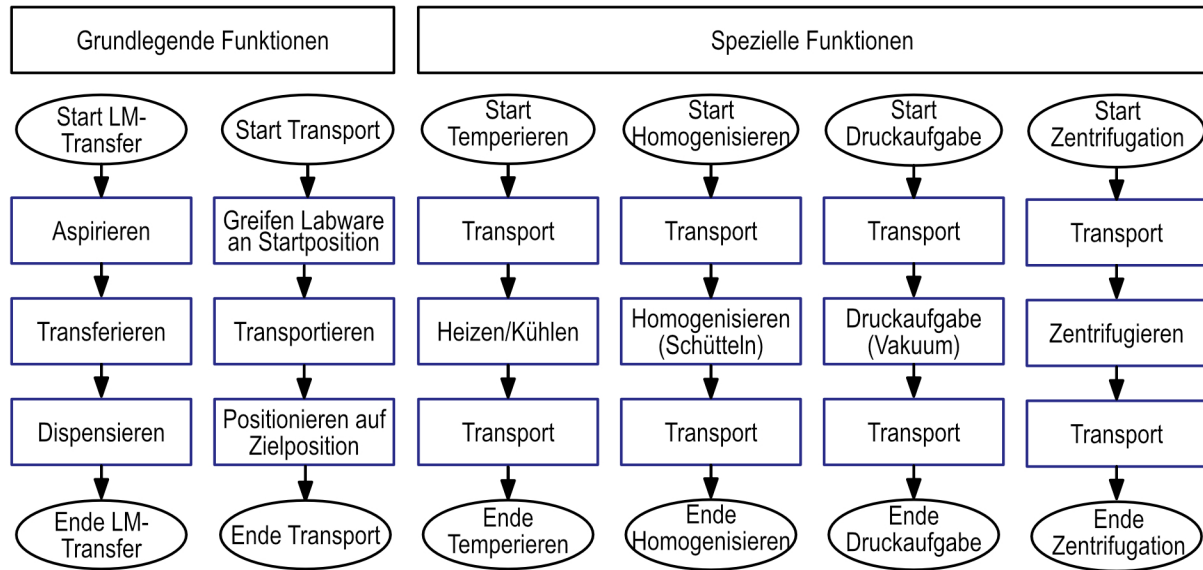 Grundlegende Funktionen
Spezielle Funktionen
Start LM-
Transfer
Aspirieren
Transferieren
Dispensieren
Ende LM-
Transfer
Start Transport
Greifen Labware
an Startposition
Transportieren
Positionieren auf
Zielposition
Ende Transport
Start
Temperieren
Transport
Heizen/Kühlen
Transport
Ende
Temperieren
Start
Homogenisieren
Transport
Homogenisieren
(Schütteln)
Transport
Ende
Homogenisieren
Start
Druckaufgabe
Transport
Druckaufgabe
(Vakuum)
Transport
Ende
Druckaufgabe
Start
Zentrifugation
Transport
Zentrifugieren
Transport
Ende
Zentrifugation